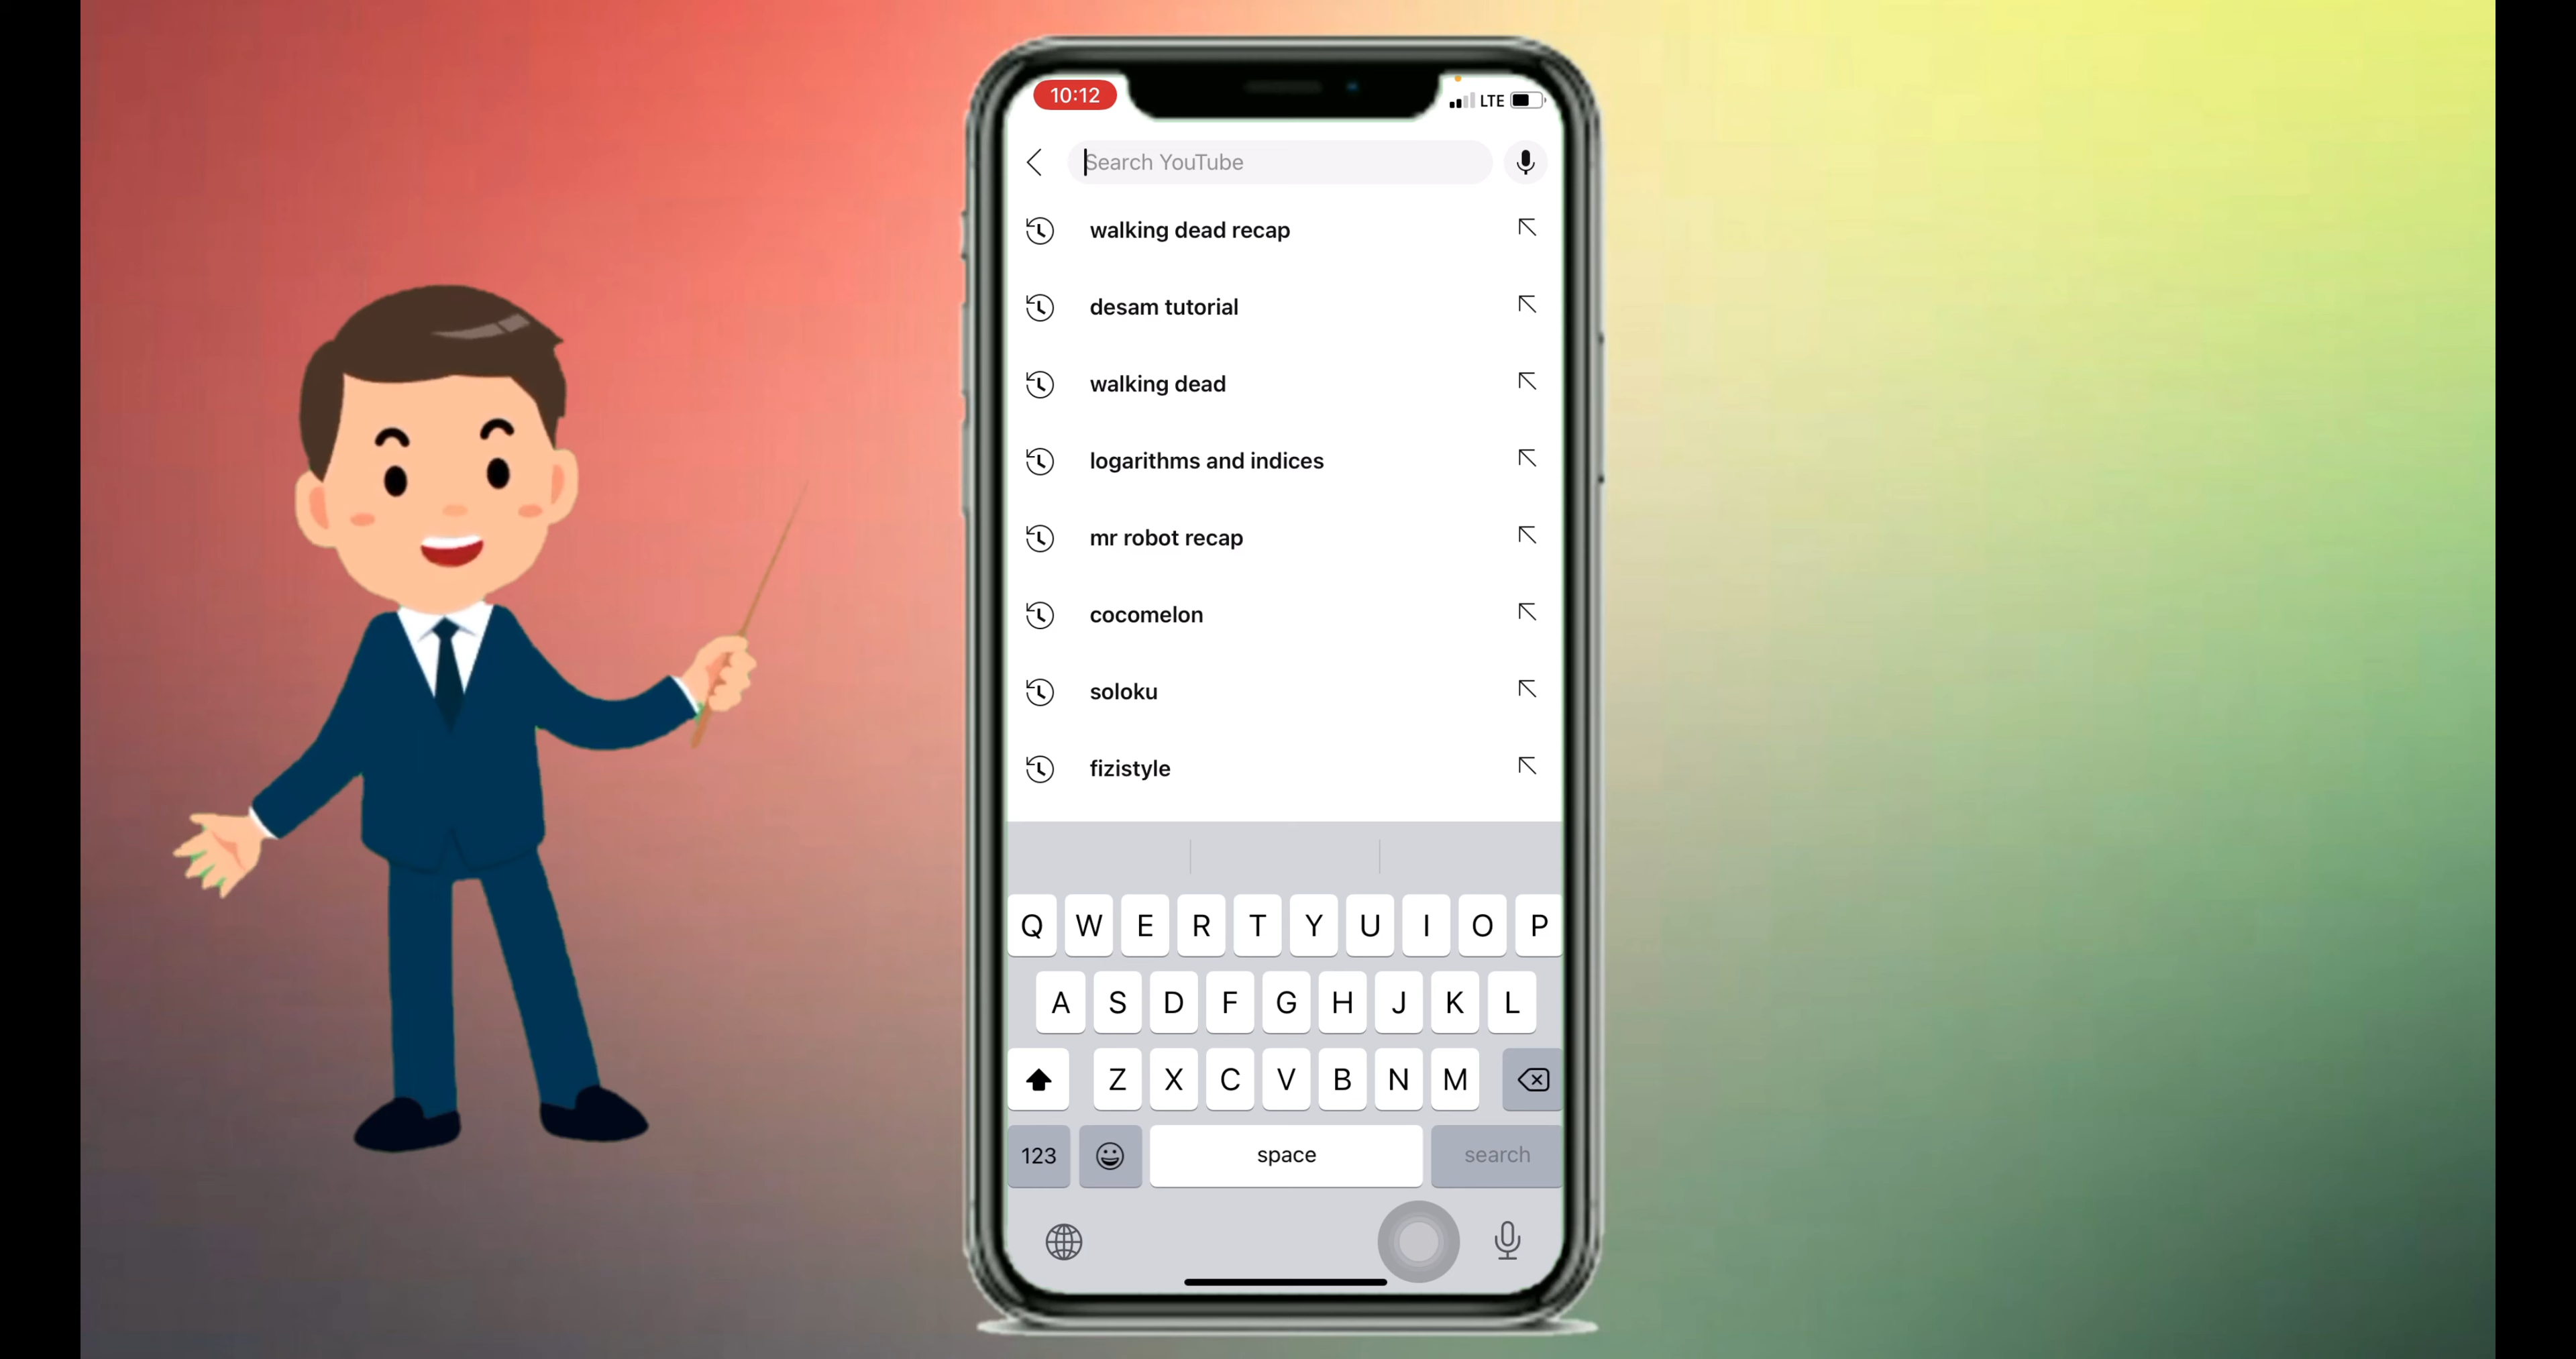 10:12
LTE
Search YouTube
walking dead recap
desam tutorial
walking dead
logarithms and indices
mr robot recap
cocomelon
soloku
fizistyle
Q W E R T Y U I O P
A S D F G H J K L
Z X C V B N M
123 space search